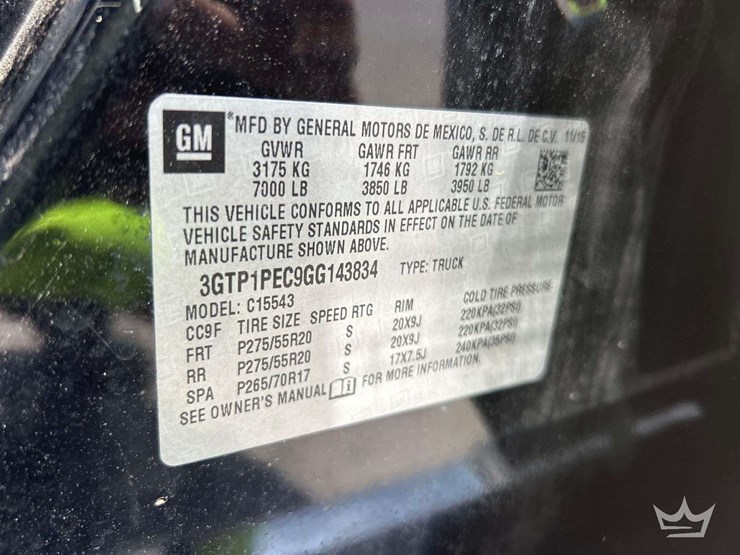 GM *MFD BY GENERAL MOTORS DE MEXICO, S. DE R.L. DE C.V. 11/15
GVWR GAWR FRT GAWR RR
3175 KG 1746 KG 1792 KG
7000 LB 3850 LB 3950 LB
THIS VEHICLE CONFORMS TO ALL APPLICABLE U.S. FEDERAL MOTOR
VEHICLE SAFETY STANDARDS IN EFFECT ON THE DATE OF
MANUFACTURE SHOWN ABOVE.
3GTP1PEC9GG143834 TYPE: TRUCK
MODEL: C15543
CC9F TIRE SIZE SPEED RTG RIM COLD TIRE PRESSURE
FRT P275/55R20 S 20X9J 220KPA(32PSI)
RR P275/55R20 S 20X9J 220KPA(32PSI)
SPA P265/70R17 S 17X7.5J 240KPA(35PSI)
SEE OWNER'S MANUAL FOR MORE INFORMATION.